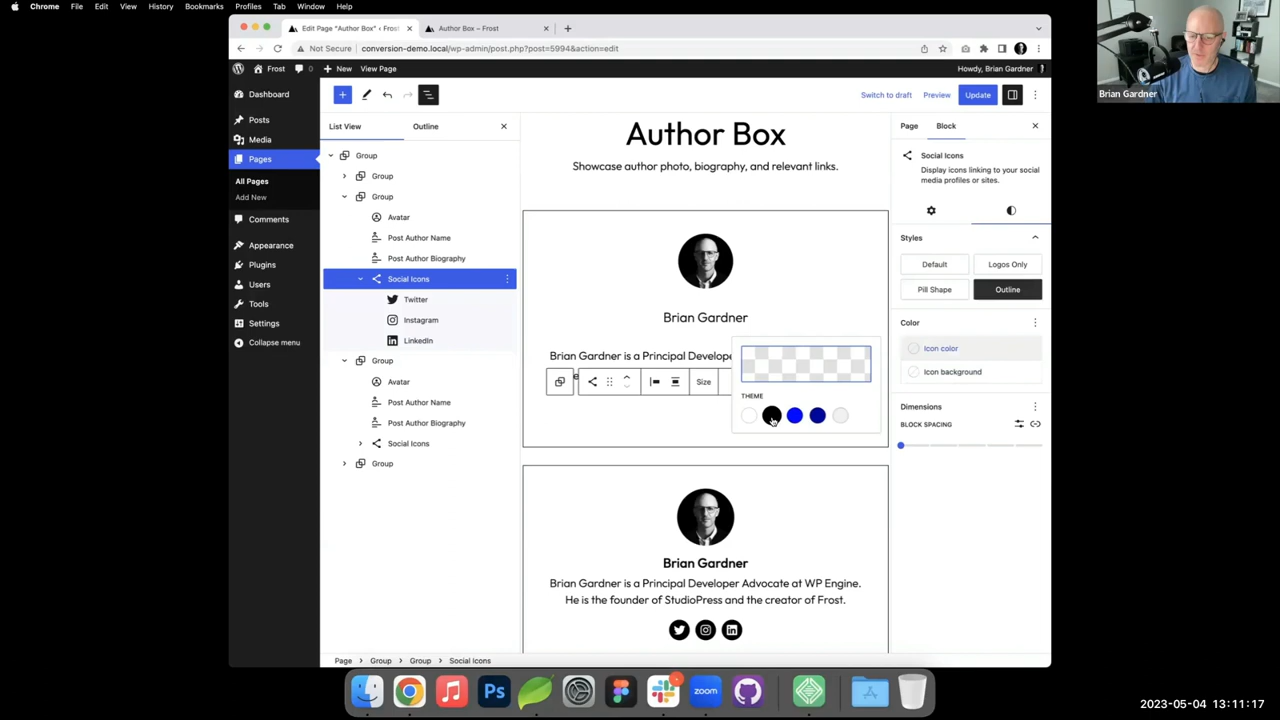 Chrome File Edit View History Bookmarks Profiles Tab Window Help
Edit Page "Author Box" ‹ Frost
Author Box – Frost
Not Secure conversion-demo.local/wp-admin/post.php?post=5994&action=edit
Frost 0 New View Page Howdy, Brian Gardner
Brian Gardner
Dashboard
Posts
Media
Pages
All Pages
Add New
Comments
Appearance
Plugins
Users
Tools
Settings
Collapse menu
Switch to draft Preview Update
List View Outline
Group
Group
Group
Avatar
Post Author Name
Post Author Biography
Social Icons
Twitter
Instagram
LinkedIn
Group
Avatar
Post Author Name
Post Author Biography
Social Icons
Group
Author Box
Showcase author photo, biography, and relevant links.
Brian Gardner
Brian Gardner is a Principal Develope
Size
THEME
Brian Gardner
Brian Gardner is a Principal Developer Advocate at WP Engine.
He is the founder of StudioPress and the creator of Frost.
Page Block
Social Icons
Display icons linking to your social
media profiles or sites.
Styles
Default Logos Only
Pill Shape Outline
Color
Icon color
Icon background
Dimensions
BLOCK SPACING
Page Group Group Social Icons
Ps
zoom
2023-05-04 13:11:17